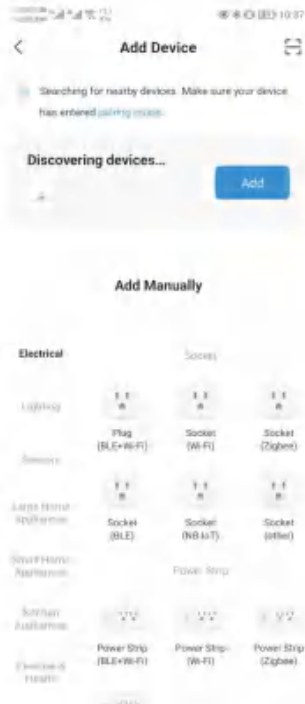 10:37
Add Device
Searching for nearby devices. Make sure your device
has entered pairing mode.
Discovering devices...
Add
Add Manually
Electrical
Socket
Lighting
Plug
(BLE+Wi-Fi)
Socket
(Wi-Fi)
Socket
(Zigbee)
Sensors
Large Home
Appliances
Socket
(BLE)
Socket
(NB-IoT)
Socket
(other)
Small Home
Appliances
Power Strip
Kitchen
Appliances
Power Strip
(BLE+Wi-Fi)
Power Strip
(Wi-Fi)
Power Strip
(Zigbee)